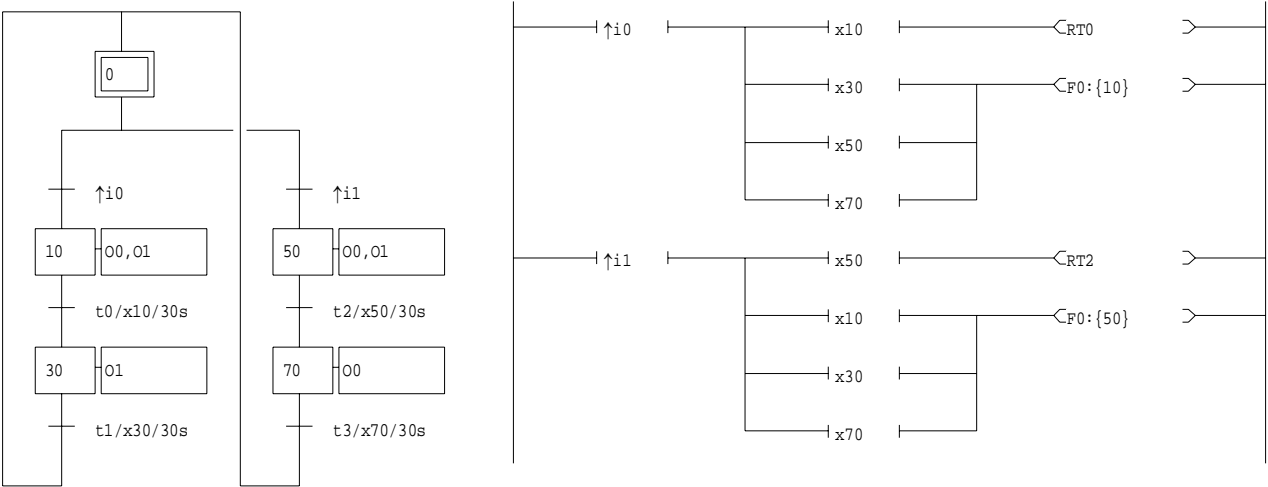 0
↑i0
↑i1
10
O0,O1
50
O0,O1
t0/x10/30s
t2/x50/30s
30
O1
70
O0
t1/x30/30s
t3/x70/30s
↑i0
x10
RT0
x30
F0:{10}
x50
x70
↑i1
x50
RT2
x10
F0:{50}
x30
x70